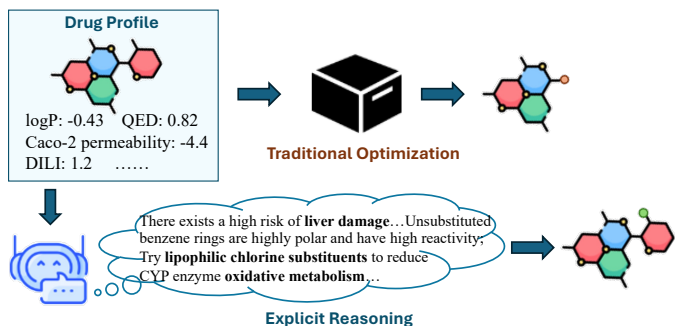 Drug Profile
logP: -0.43 QED: 0.82
Caco-2 permeability: -4.4
DILI: 1.2 ......
Traditional Optimization
There exists a high risk of liver damage...Unsubstituted
benzene rings are highly polar and have high reactivity;
Try lipophilic chlorine substituents to reduce
CYP enzyme oxidative metabolism...
Explicit Reasoning